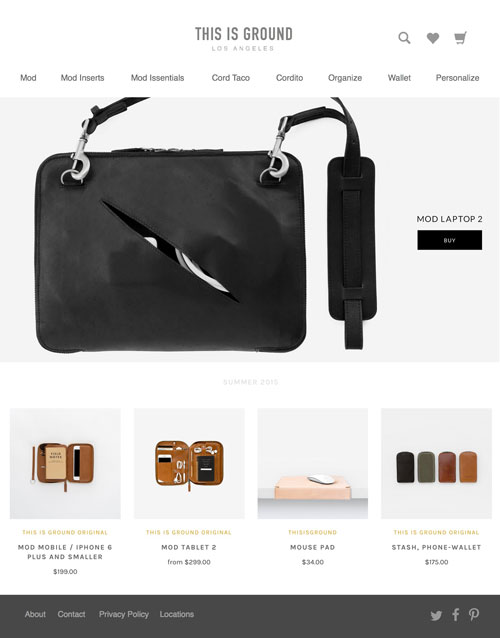 THIS IS GROUND
LOS ANGELES
Mod Mod Inserts Mod Issentials Cord Taco Cordito Organize Wallet Personalize
MOD LAPTOP 2
BUY
SUMMER 2015
FIELD NOTES
THIS IS GROUND ORIGINAL
MOD MOBILE / IPHONE 6
PLUS AND SMALLER
$199.00
THIS IS GROUND ORIGINAL
MOD TABLET 2
from $299.00
THISISGROUND
MOUSE PAD
$34.00
THIS IS GROUND ORIGINAL
STASH, PHONE-WALLET
$175.00
About Contact Privacy Policy Locations